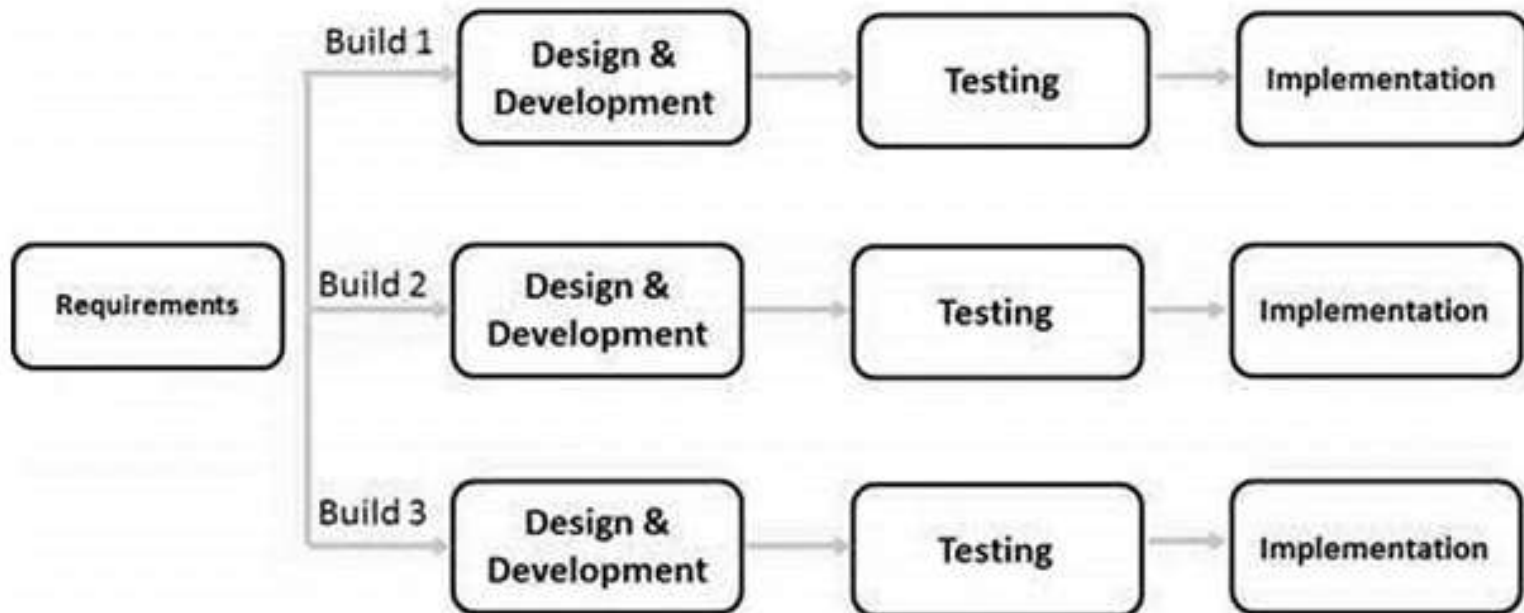 Build 1
Design &
Development
Testing
Implementation
Requirements
Build 2
Design &
Development
Testing
Implementation
Build 3
Design &
Development
Testing
Implementation